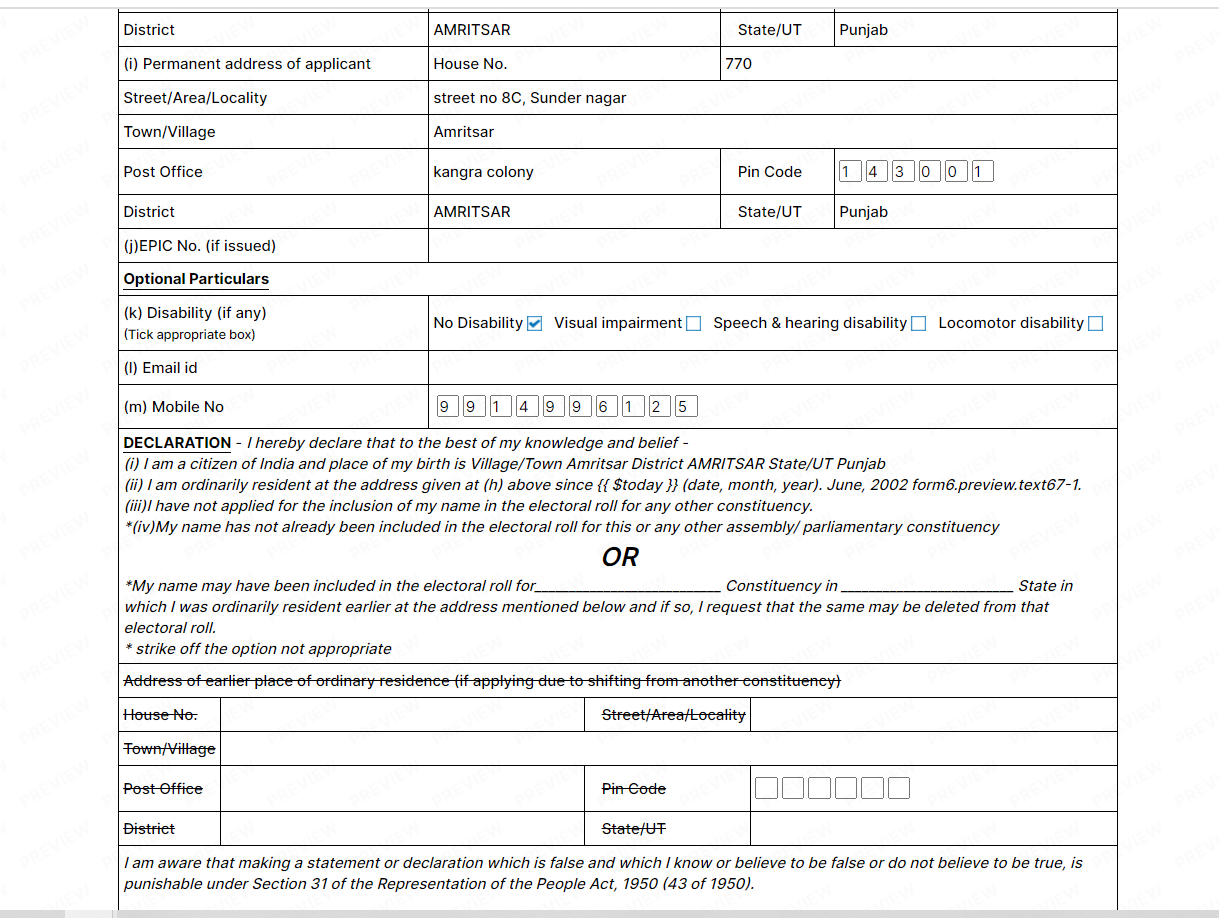 District AMRITSAR State/UT Punjab
(i) Permanent address of applicant House No. 770
Street/Area/Locality street no 8C, Sunder nagar
Town/Village Amritsar
Post Office kangra colony Pin Code 1 4 3 0 0 1
District AMRITSAR State/UT Punjab
(j)EPIC No. (if issued)
Optional Particulars
(k) Disability (if any)
(Tick appropriate box) No Disability Visual impairment Speech & hearing disability Locomotor disability
(l) Email id
(m) Mobile No 9 9 1 4 9 9 6 1 2 5
DECLARATION - I hereby declare that to the best of my knowledge and belief -
(i) I am a citizen of India and place of my birth is Village/Town Amritsar District AMRITSAR State/UT Punjab
(ii) I am ordinarily resident at the address given at (h) above since {{ $today }} (date, month, year). June, 2002 form6.preview.text67-1.
(iii)I have not applied for the inclusion of my name in the electoral roll for any other constituency.
*(iv)My name has not already been included in the electoral roll for this or any other assembly/ parliamentary constituency
OR
*My name may have been included in the electoral roll for_______________________ Constituency in _____________________ State in
which I was ordinarily resident earlier at the address mentioned below and if so, I request that the same may be deleted from that
electoral roll.
* strike off the option not appropriate
Address of earlier place of ordinary residence (if applying due to shifting from another constituency)
House No. Street/Area/Locality
Town/Village
Post Office Pin Code
District State/UT
I am aware that making a statement or declaration which is false and which I know or believe to be false or do not believe to be true, is
punishable under Section 31 of the Representation of the People Act, 1950 (43 of 1950).